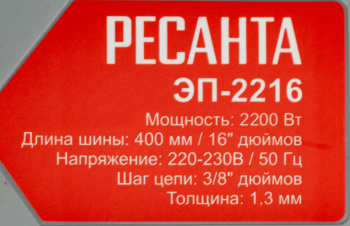 РЕСАНТА
ЭП-2216
Мощность: 2200 Вт
Длина шины: 400 мм / 16" дюймов
Напряжение: 220-230В / 50 Гц
Шаг цепи: 3/8" дюймов
Толщина: 1,3 мм